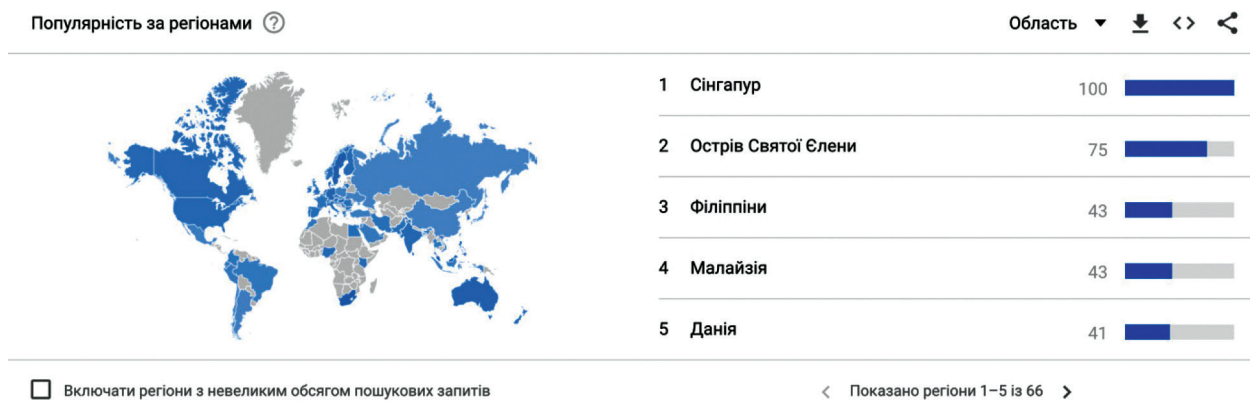 Популярність за регіонами ?
Область
1 Сінгапур 100
2 Острів Святої Єлени 75
3 Філіппіни 43
4 Малайзія 43
5 Данія 41
Включати регіони з невеликим обсягом пошукових запитів
Показано регіони 1–5 із 66